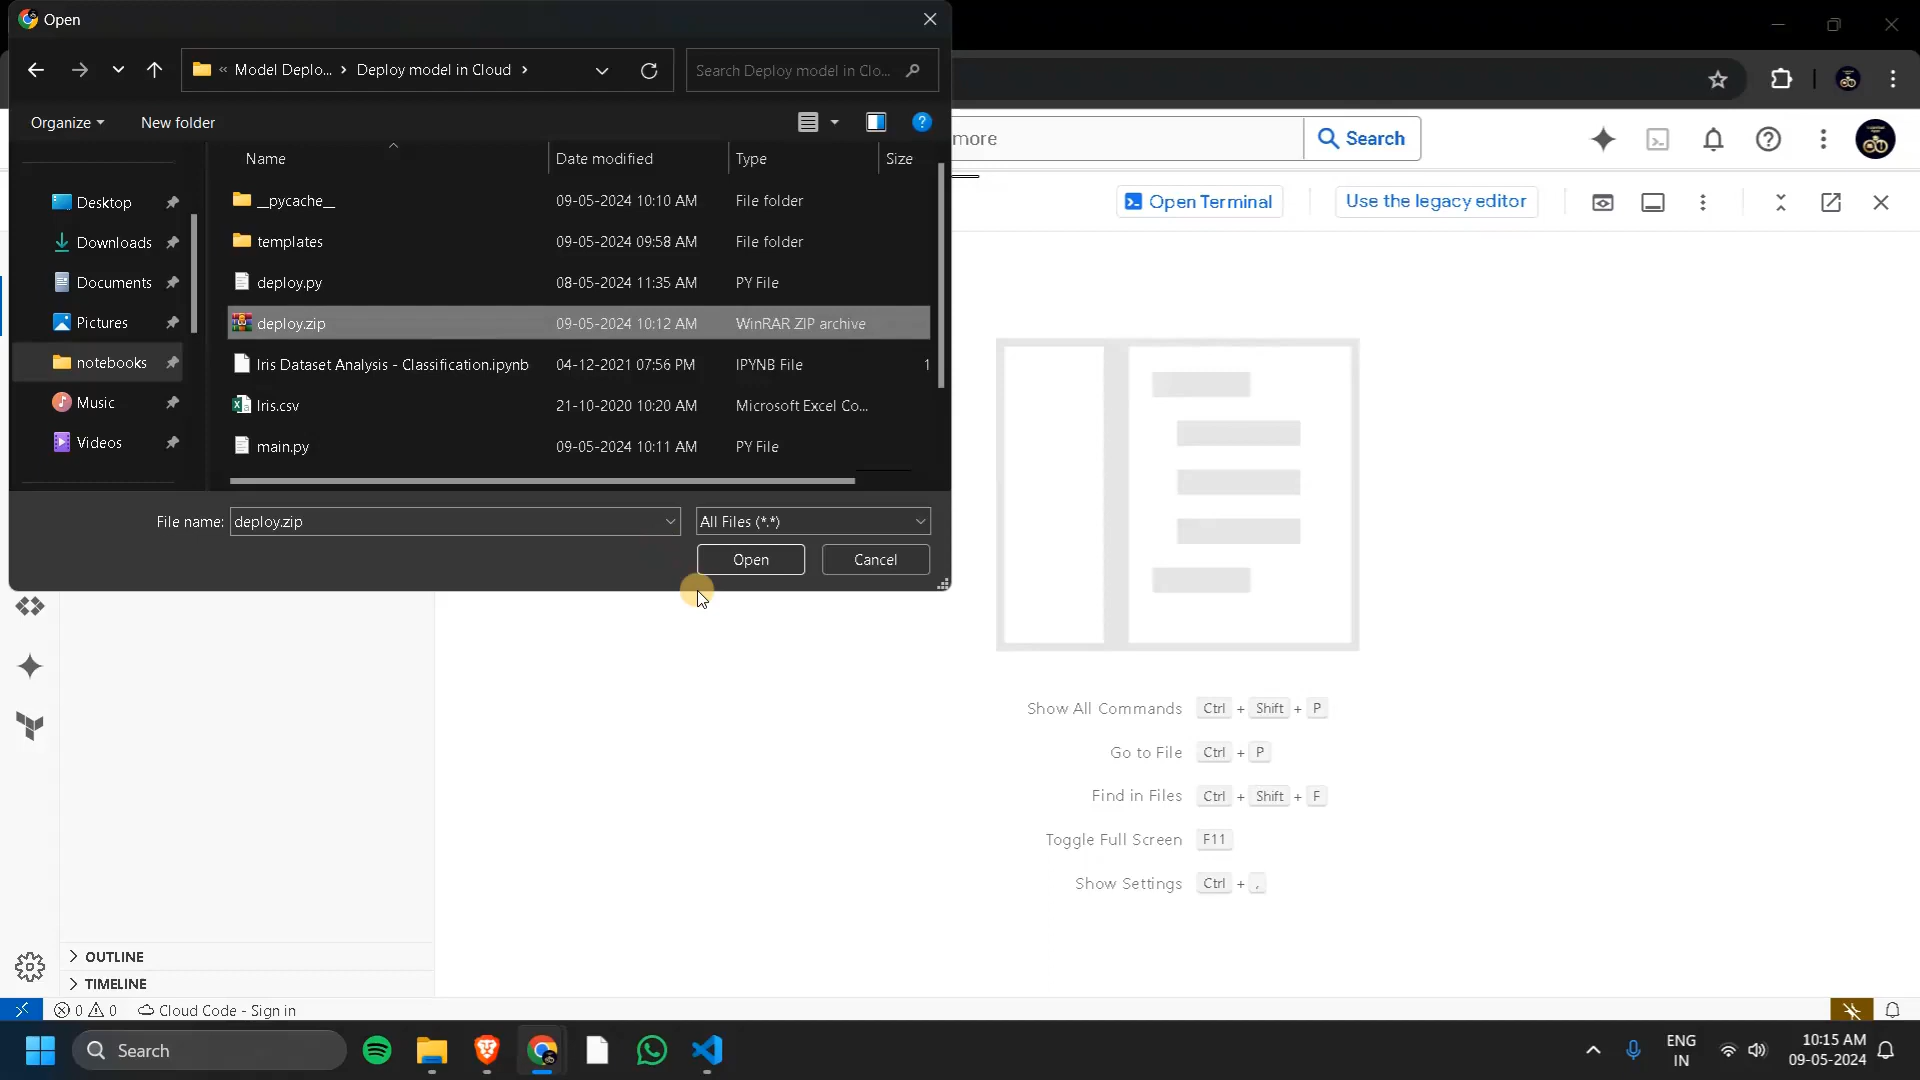 Open
Model Deplo... > Deploy model in Cloud >
Search Deploy model in Clo...
Organize
New folder
Name
Date modified
Type
Size
__pycache__
09-05-2024 10:10 AM
File folder
templates
09-05-2024 09:58 AM
File folder
deploy.py
08-05-2024 11:35 AM
PY File
deploy.zip
09-05-2024 10:12 AM
WinRAR ZIP archive
Iris Dataset Analysis - Classification.ipynb
04-12-2021 07:56 PM
IPYNB File
1
Iris.csv
21-10-2020 10:20 AM
Microsoft Excel Co...
main.py
09-05-2024 10:11 AM
PY File
Desktop
Downloads
Documents
Pictures
notebooks
Music
Videos
File name:
deploy.zip
All Files (*.*)
Open
Cancel
more
Search
Open Terminal
Use the legacy editor
Show All Commands Ctrl + Shift + P
Go to File Ctrl + P
Find in Files Ctrl + Shift + F
Toggle Full Screen F11
Show Settings Ctrl + ,
OUTLINE
TIMELINE
0 0 Cloud Code - Sign in
Search
ENG
IN
10:15 AM
09-05-2024